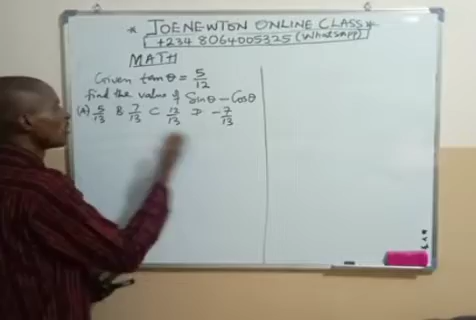 * JOENEWTON ONLINE CLASS *
+234 8064005325 (WhatsApp)
MATH
Given tanθ = 5/12
find the value of Sinθ - Cosθ
(A) 5/13 B 7/13 C 12/13 D -7/13